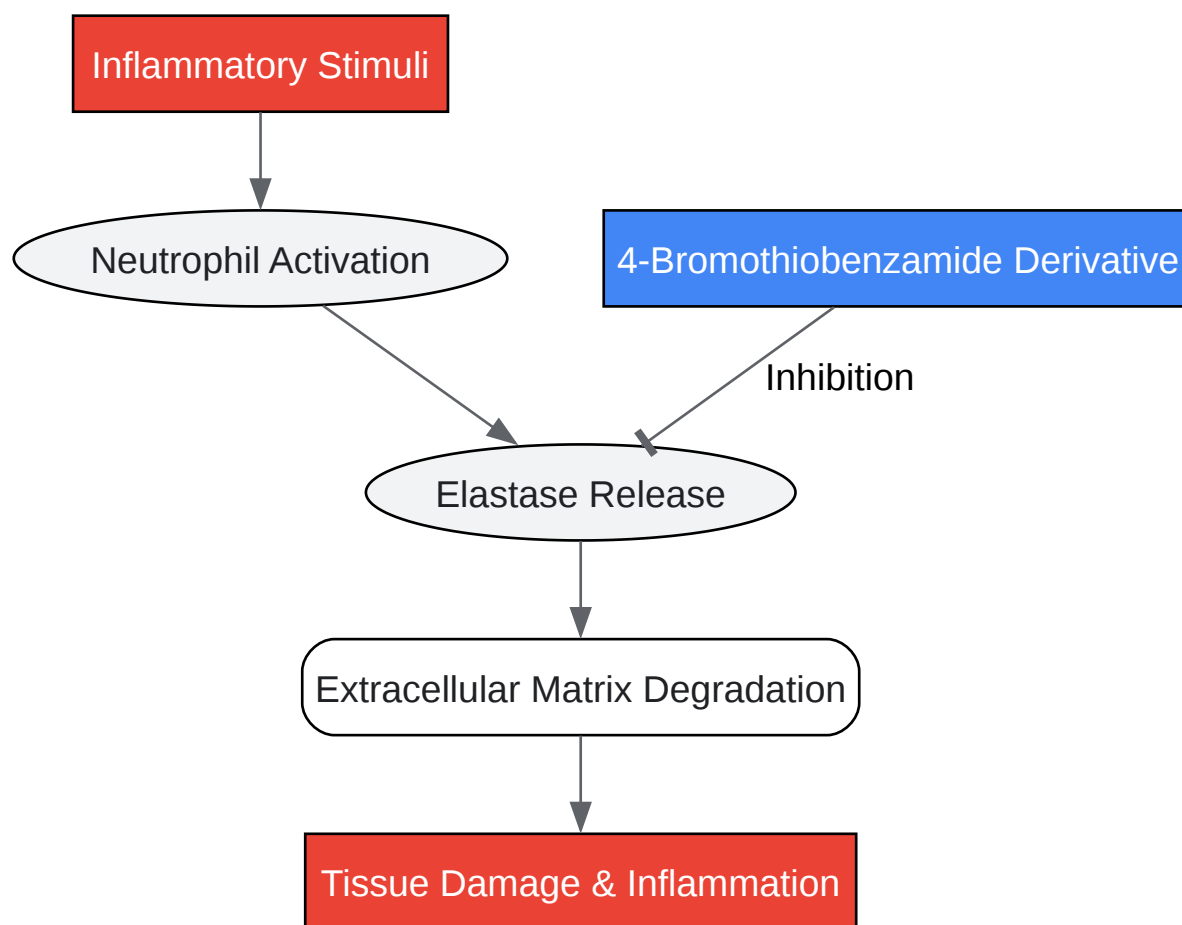 Inflammatory Stimuli
Neutrophil Activation
4-Bromothiobenzamide Derivative
Inhibition
Elastase Release
Extracellular Matrix Degradation
Tissue Damage & Inflammation